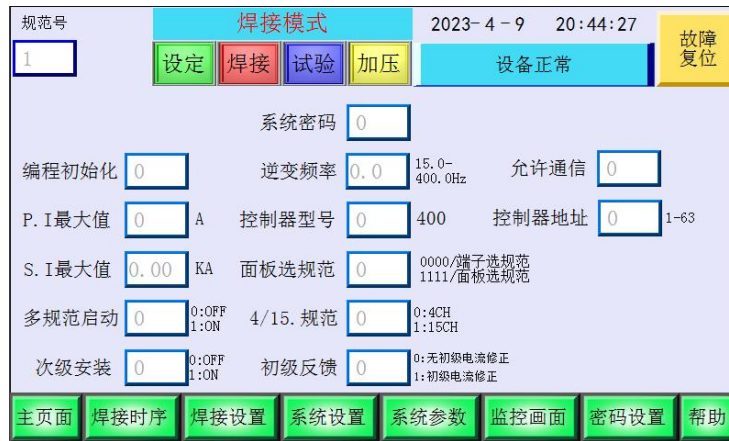 规范号 焊接模式 2023-4-9 20:44:27 故障
1 设定 焊接 试验 加压 设备正常 复位
系统密码 0
编程初始化 0 逆变频率 0.0 15.0-
400.0Hz 允许通信 0
P.I最大值 0 A 控制器型号 0 400 控制器地址 0 1-63
S.I最大值 0.00 KA 面板选规范 0 0000/端子选规范
1111/面板选规范
多规范启动 0 0:OFF
1:ON 4/15.规范 0 0:4CH
1:15CH
次级安装 0 0:OFF
1:ON 初级反馈 0 0:无初级电流修正
1:初级电流修正
主页面 焊接时序 焊接设置 系统设置 系统参数 监控画面 密码设置 帮助